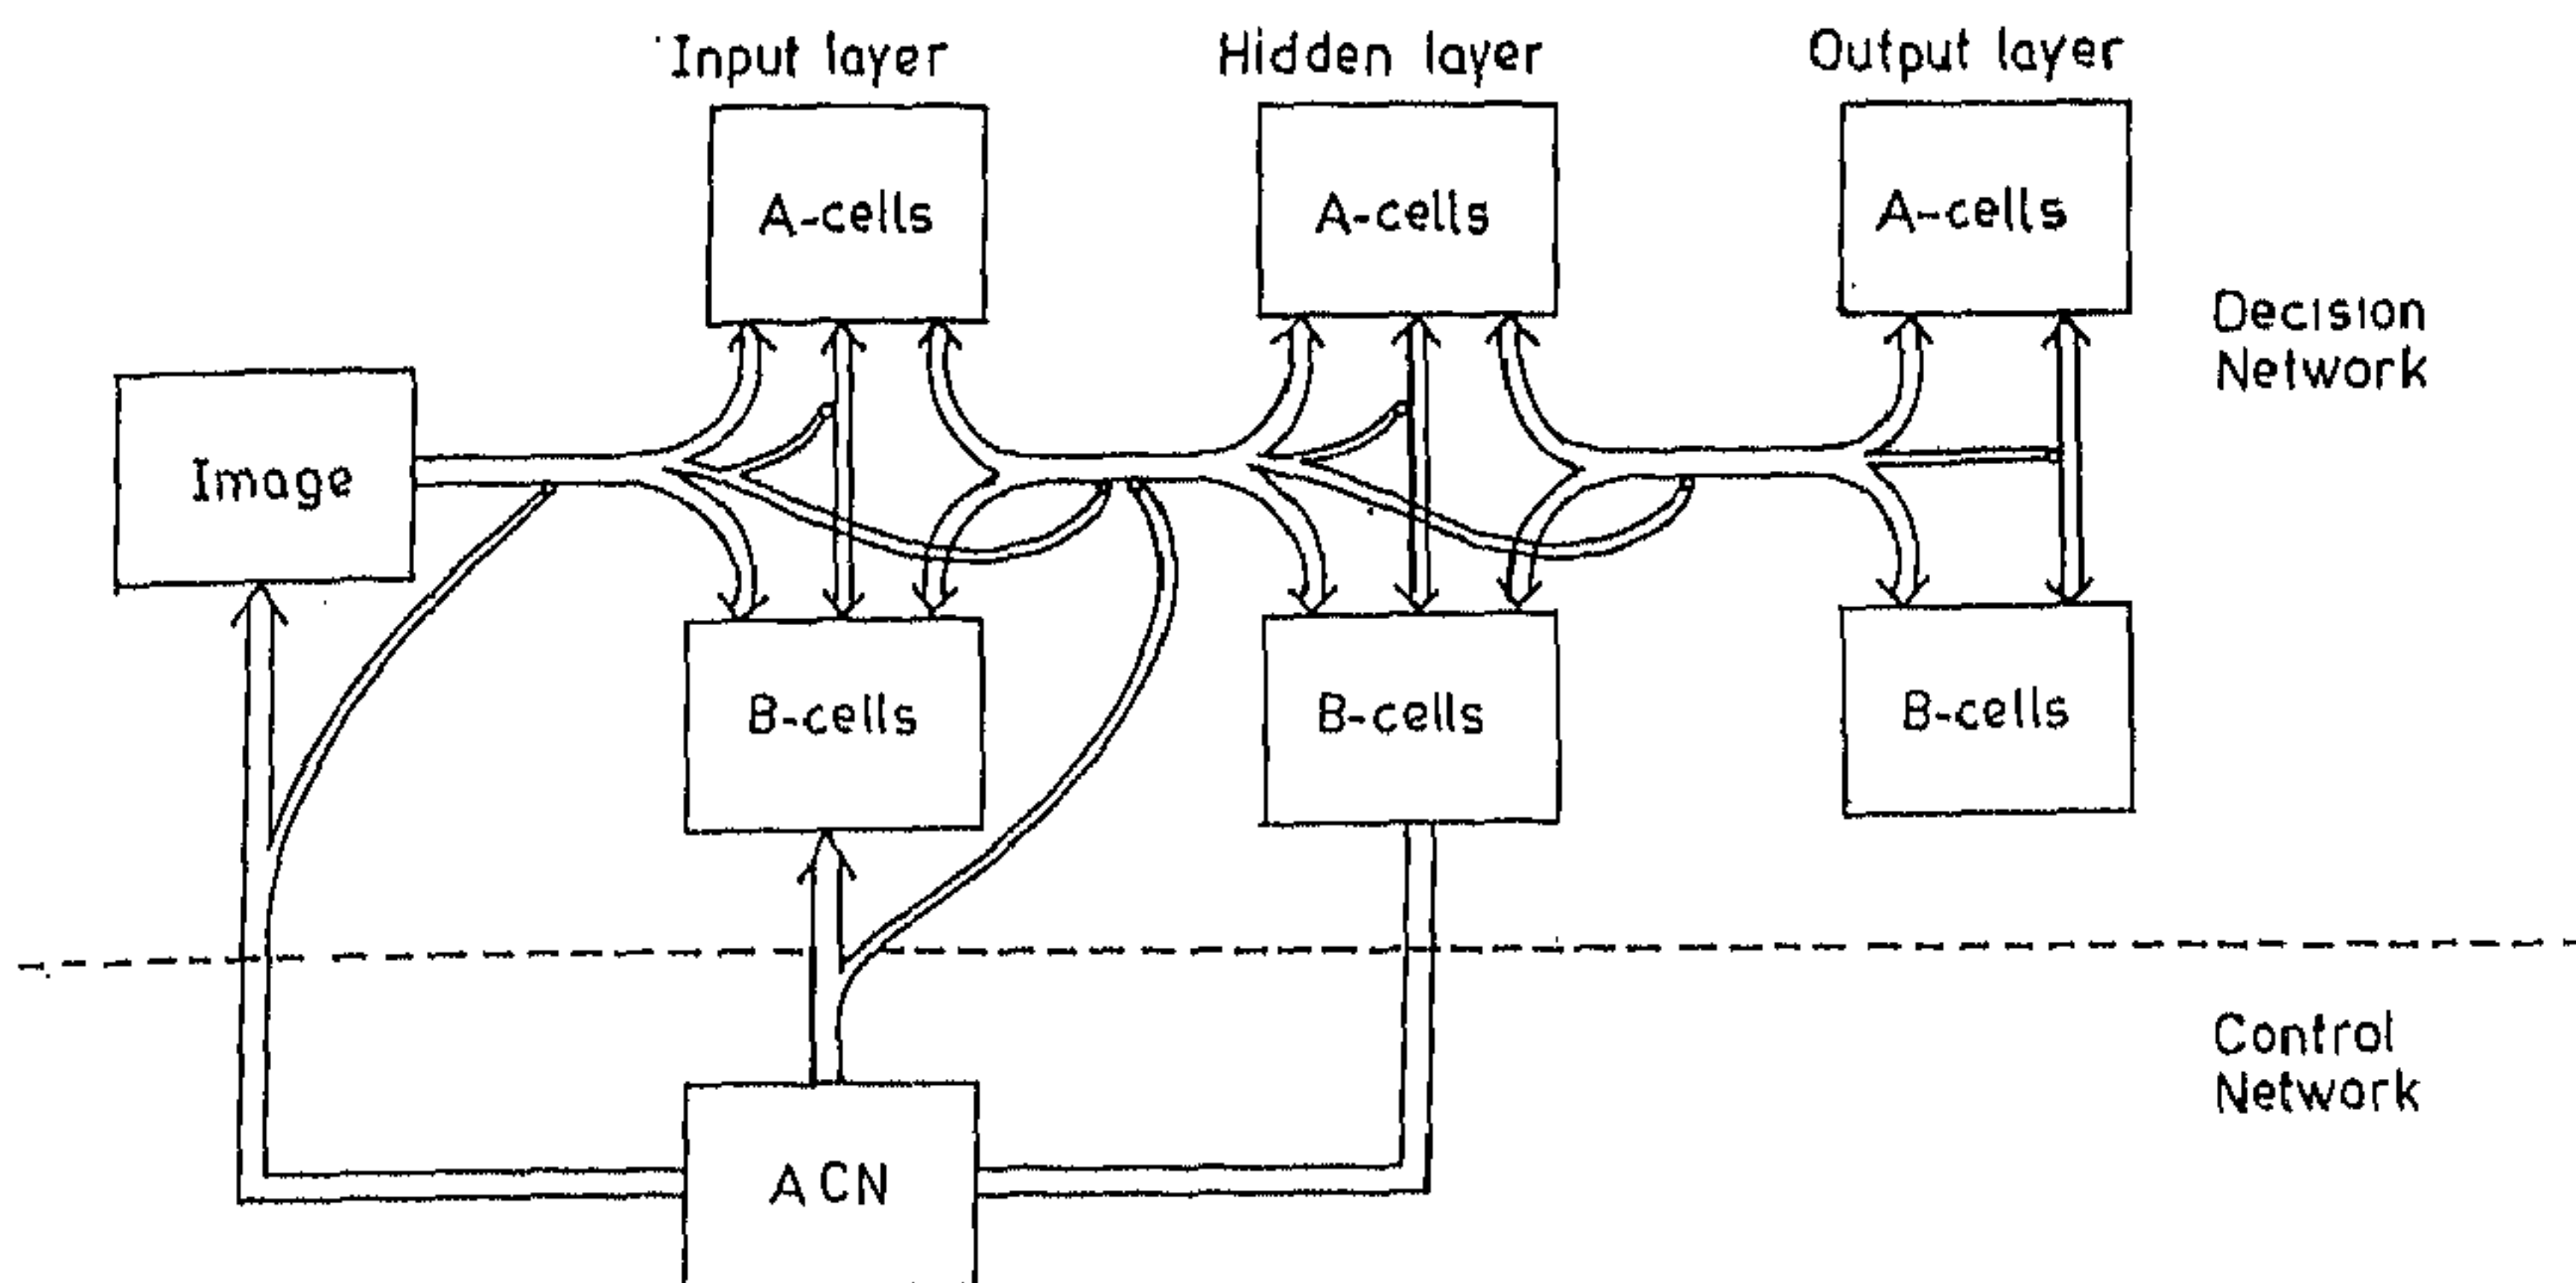 Input layer
Hidden layer
Output layer
A-cells
A-cells
A-cells
Decision
Network
Image
B-cells
B-cells
B-cells
Control
Network
ACN